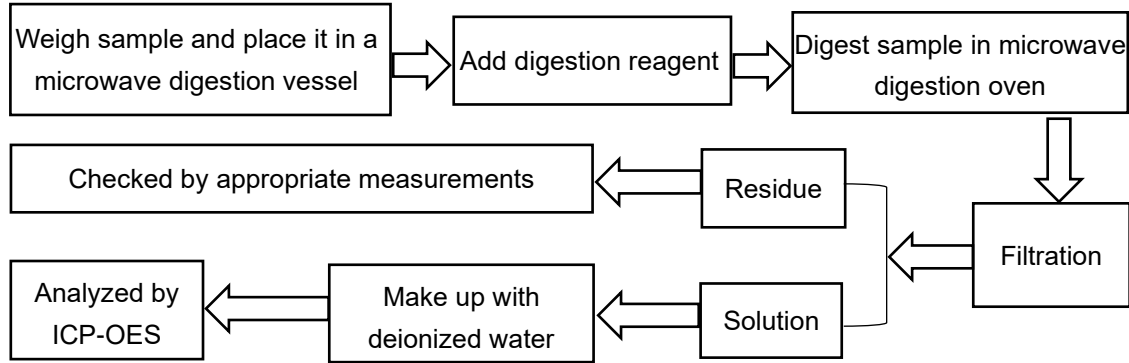 Weigh sample and place it in a
microwave digestion vessel
Add digestion reagent
Digest sample in microwave
digestion oven
Checked by appropriate measurements
Residue
Filtration
Analyzed by
ICP-OES
Make up with
deionized water
Solution